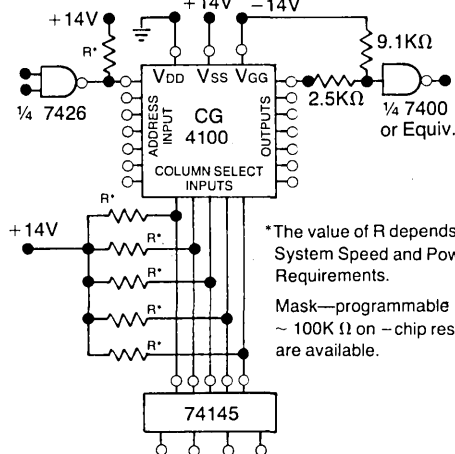 +14V
+14V
−14V
R*
9.1KΩ
VDD VSS VGG
¼ 7426
ADDRESS INPUT
CG 4100
OUTPUTS
2.5KΩ
¼ 7400
or Equiv.
COLUMN SELECT
INPUTS
R*
+14V
R*
R*
R*
R*
*The value of R depends
System Speed and Pow
Requirements.
Mask—programmable
~ 100K Ω on –chip res
are available.
74145